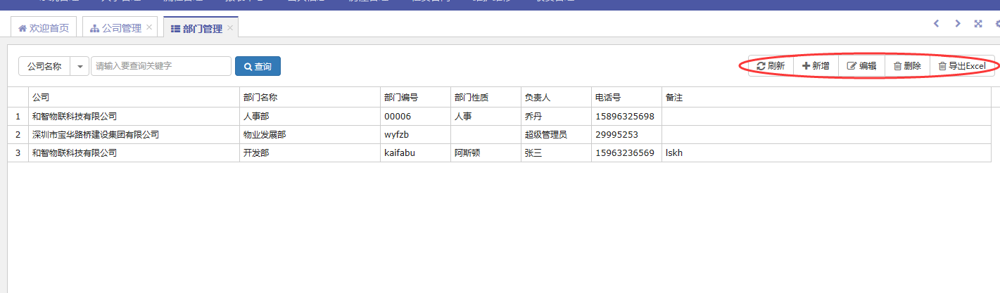 欢迎首页 公司管理 部门管理
公司名称 请输入要查询关键字 查询 刷新 新增 编辑 删除 导出Excel
公司 部门名称 部门编号 部门性质 负责人 电话号 备注
1 和智物联科技有限公司 人事部 00006 人事 乔丹 15896325698
2 深圳市宝华路桥建设集团有限公司 物业发展部 wyfzb 超级管理员 29995253
3 和智物联科技有限公司 开发部 kaifabu 阿斯顿 张三 15963236569 lskh